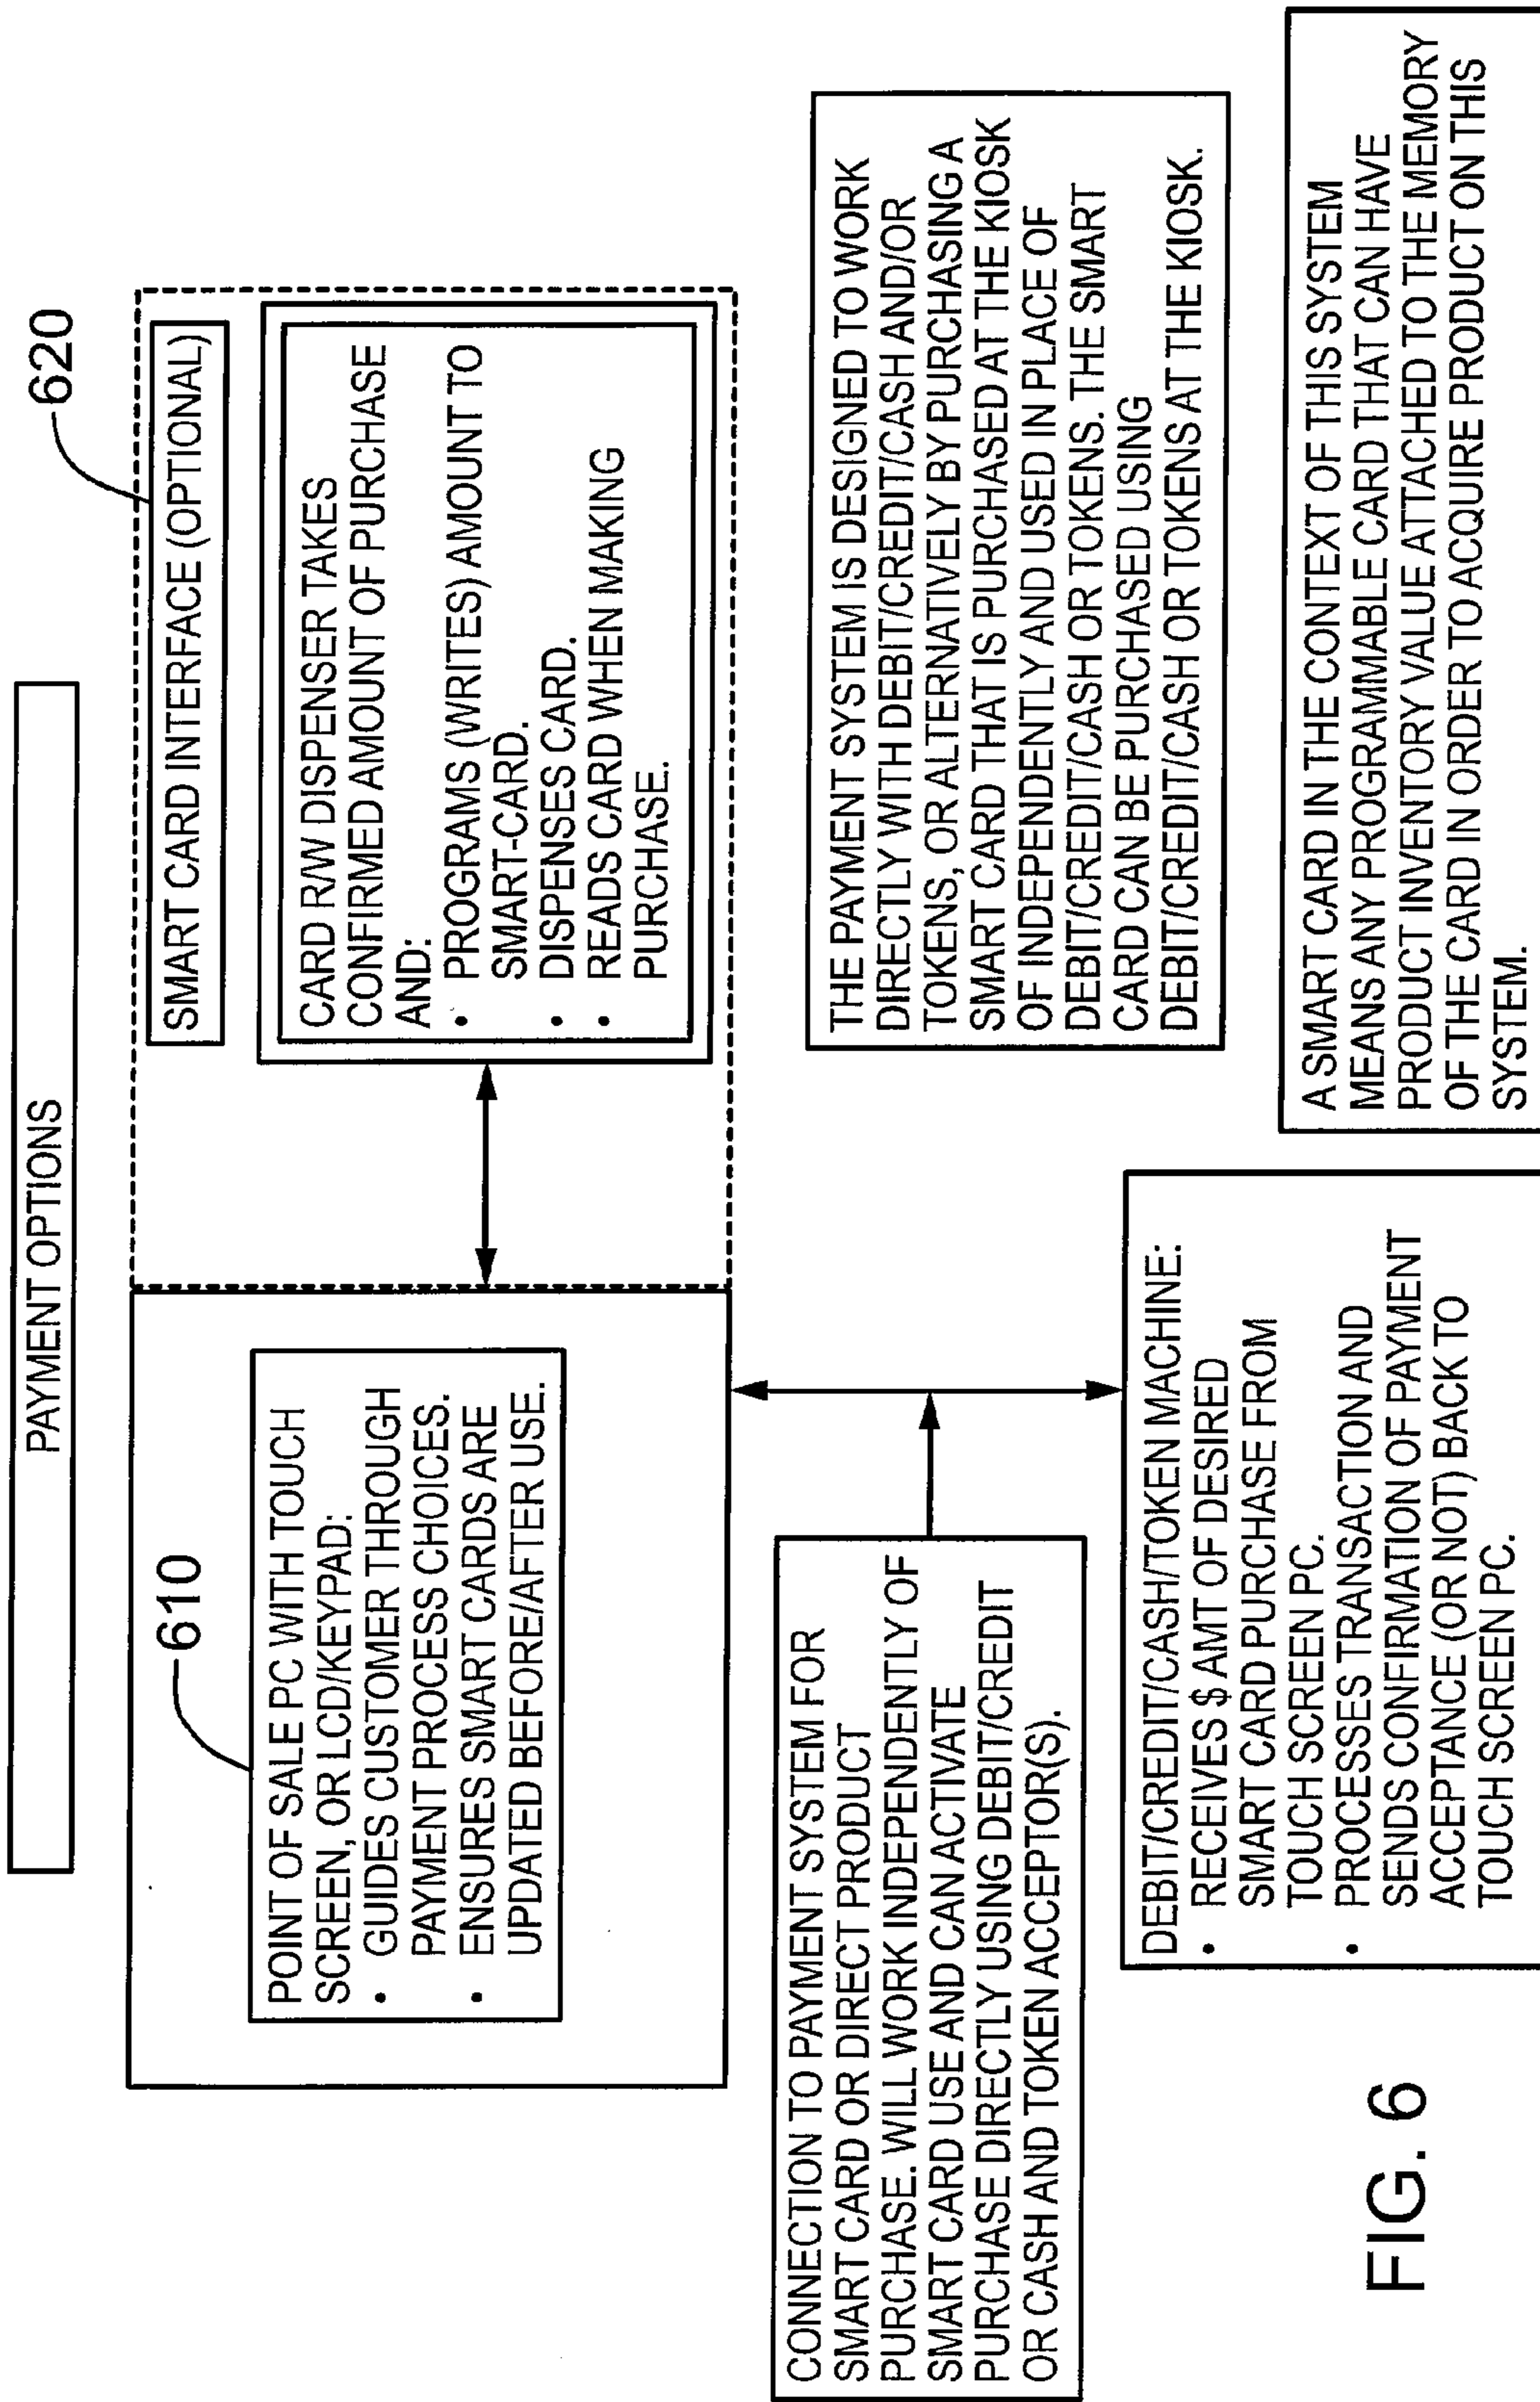 PAYMENT OPTIONS
610
POINT OF SALE PC WITH TOUCH
SCREEN, OR LCD/KEYPAD:
• GUIDES CUSTOMER THROUGH
PAYMENT PROCESS CHOICES.
• ENSURES SMART CARDS ARE
UPDATED BEFORE/AFTER USE.
620
SMART CARD INTERFACE (OPTIONAL)
CARD R/W DISPENSER TAKES
CONFIRMED AMOUNT OF PURCHASE
AND:
• PROGRAMS (WRITES) AMOUNT TO
SMART-CARD.
• DISPENSES CARD.
• READS CARD WHEN MAKING
PURCHASE.
CONNECTION TO PAYMENT SYSTEM FOR
SMART CARD OR DIRECT PRODUCT
PURCHASE. WILL WORK INDEPENDENTLY OF
SMART CARD USE AND CAN ACTIVATE
PURCHASE DIRECTLY USING DEBIT/CREDIT
OR CASH AND TOKEN ACCEPTOR(S).
THE PAYMENT SYSTEM IS DESIGNED TO WORK
DIRECTLY WITH DEBIT/CREDIT/CASH AND/OR
TOKENS, OR ALTERNATIVELY BY PURCHASING A
SMART CARD THAT IS PURCHASED AT THE KIOSK
OF INDEPENDENTLY AND USED IN PLACE OF
DEBIT/CREDIT/CASH OR TOKENS. THE SMART
CARD CAN BE PURCHASED USING
DEBIT/CREDIT/CASH OR TOKENS AT THE KIOSK.
DEBIT/CREDIT/CASH/TOKEN MACHINE:
• RECEIVES $ AMT OF DESIRED
SMART CARD PURCHASE FROM
TOUCH SCREEN PC.
• PROCESSES TRANSACTION AND
SENDS CONFIRMATION OF PAYMENT
ACCEPTANCE (OR NOT) BACK TO
TOUCH SCREEN PC.
A SMART CARD IN THE CONTEXT OF THIS SYSTEM
MEANS ANY PROGRAMMABLE CARD THAT CAN HAVE
PRODUCT INVENTORY VALUE ATTACHED TO THE MEMORY
OF THE CARD IN ORDER TO ACQUIRE PRODUCT ON THIS
SYSTEM.
FIG. 6